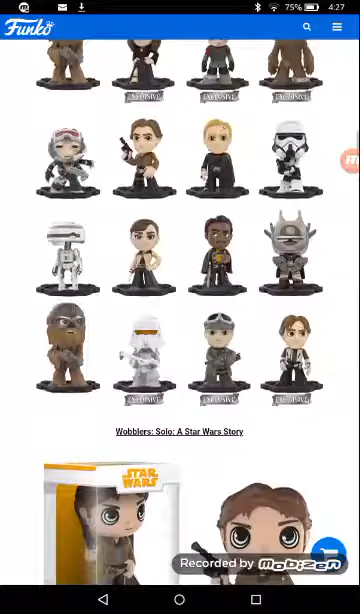 75% 4:27
Funko
EXCLUSIVE EXCLUSIVE EXCLUSIVE
EXCLUSIVE EXCLUSIVE EXCLUSIVE
Wobblers: Solo: A Star Wars Story
STAR
WARS
Recorded by mobizen